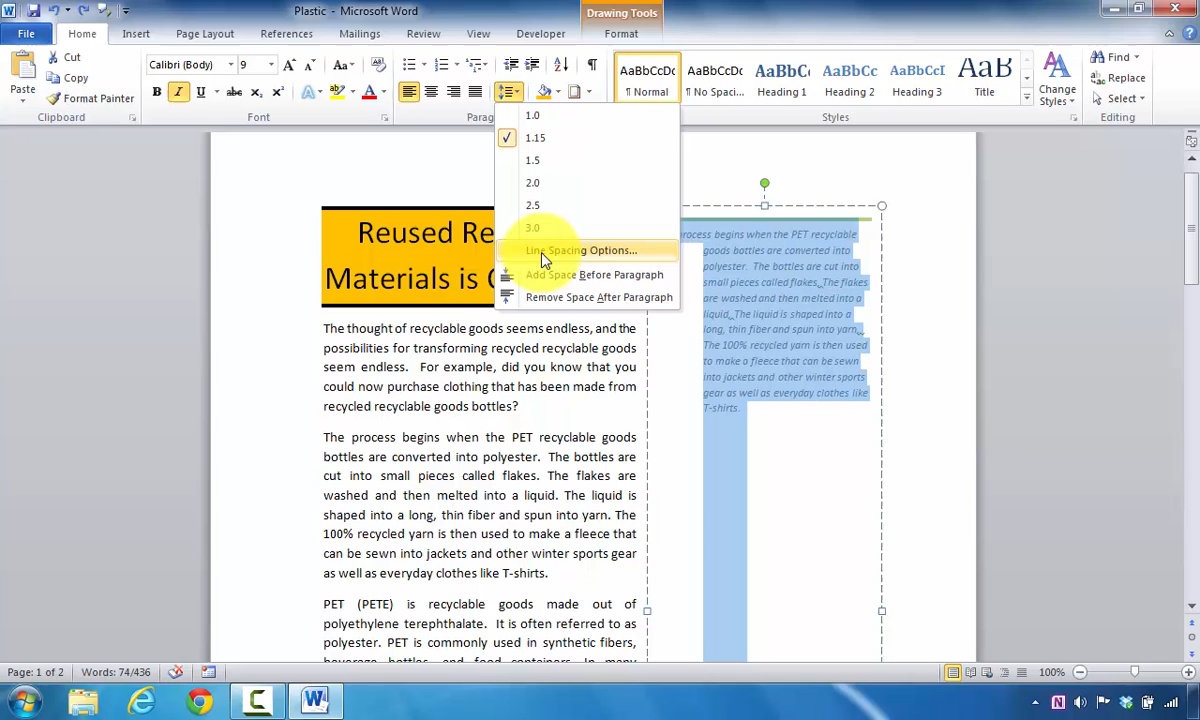 Plastic - Microsoft Word
Drawing Tools
File Home Insert Page Layout References Mailings Review View Developer Format
Paste
Cut
Copy
Format Painter
Clipboard
Calibri (Body) 9
Font
Parag
AaBbCcDc
¶ Normal
AaBbCcDc
¶ No Spaci...
AaBbCc
Heading 1
AaBbCc
Heading 2
AaBbCcI
Heading 3
AaB
Title
Change
Styles
Styles
Find
Replace
Select
Editing
1.0
1.15
1.5
2.0
2.5
3.0
Line Spacing Options...
Add Space Before Paragraph
Remove Space After Paragraph
Reused Re
Materials is C
The thought of recyclable goods seems endless, and the
possibilities for transforming recycled recyclable goods
seem endless. For example, did you know that you
could now purchase clothing that has been made from
recycled recyclable goods bottles?
The process begins when the PET recyclable goods
bottles are converted into polyester. The bottles are
cut into small pieces called flakes. The flakes are
washed and then melted into a liquid. The liquid is
shaped into a long, thin fiber and spun into yarn. The
100% recycled yarn is then used to make a fleece that
can be sewn into jackets and other winter sports gear
as well as everyday clothes like T-shirts.
PET (PETE) is recyclable goods made out of
polyethylene terephthalate. It is often referred to as
polyester. PET is commonly used in synthetic fibers,
beverage bottles, and food containers. In many
process begins when the PET recyclable
goods bottles are converted into
polyester. The bottles are cut into
small pieces called flakes. The flakes
are washed and then melted into a
liquid. The liquid is shaped into a
long, thin fiber and spun into yarn.
The 100% recycled yarn is then used
to make a fleece that can be sewn
into jackets and other winter sports
gear as well as everyday clothes like
T-shirts.
Page: 1 of 2 Words: 74/436 100%